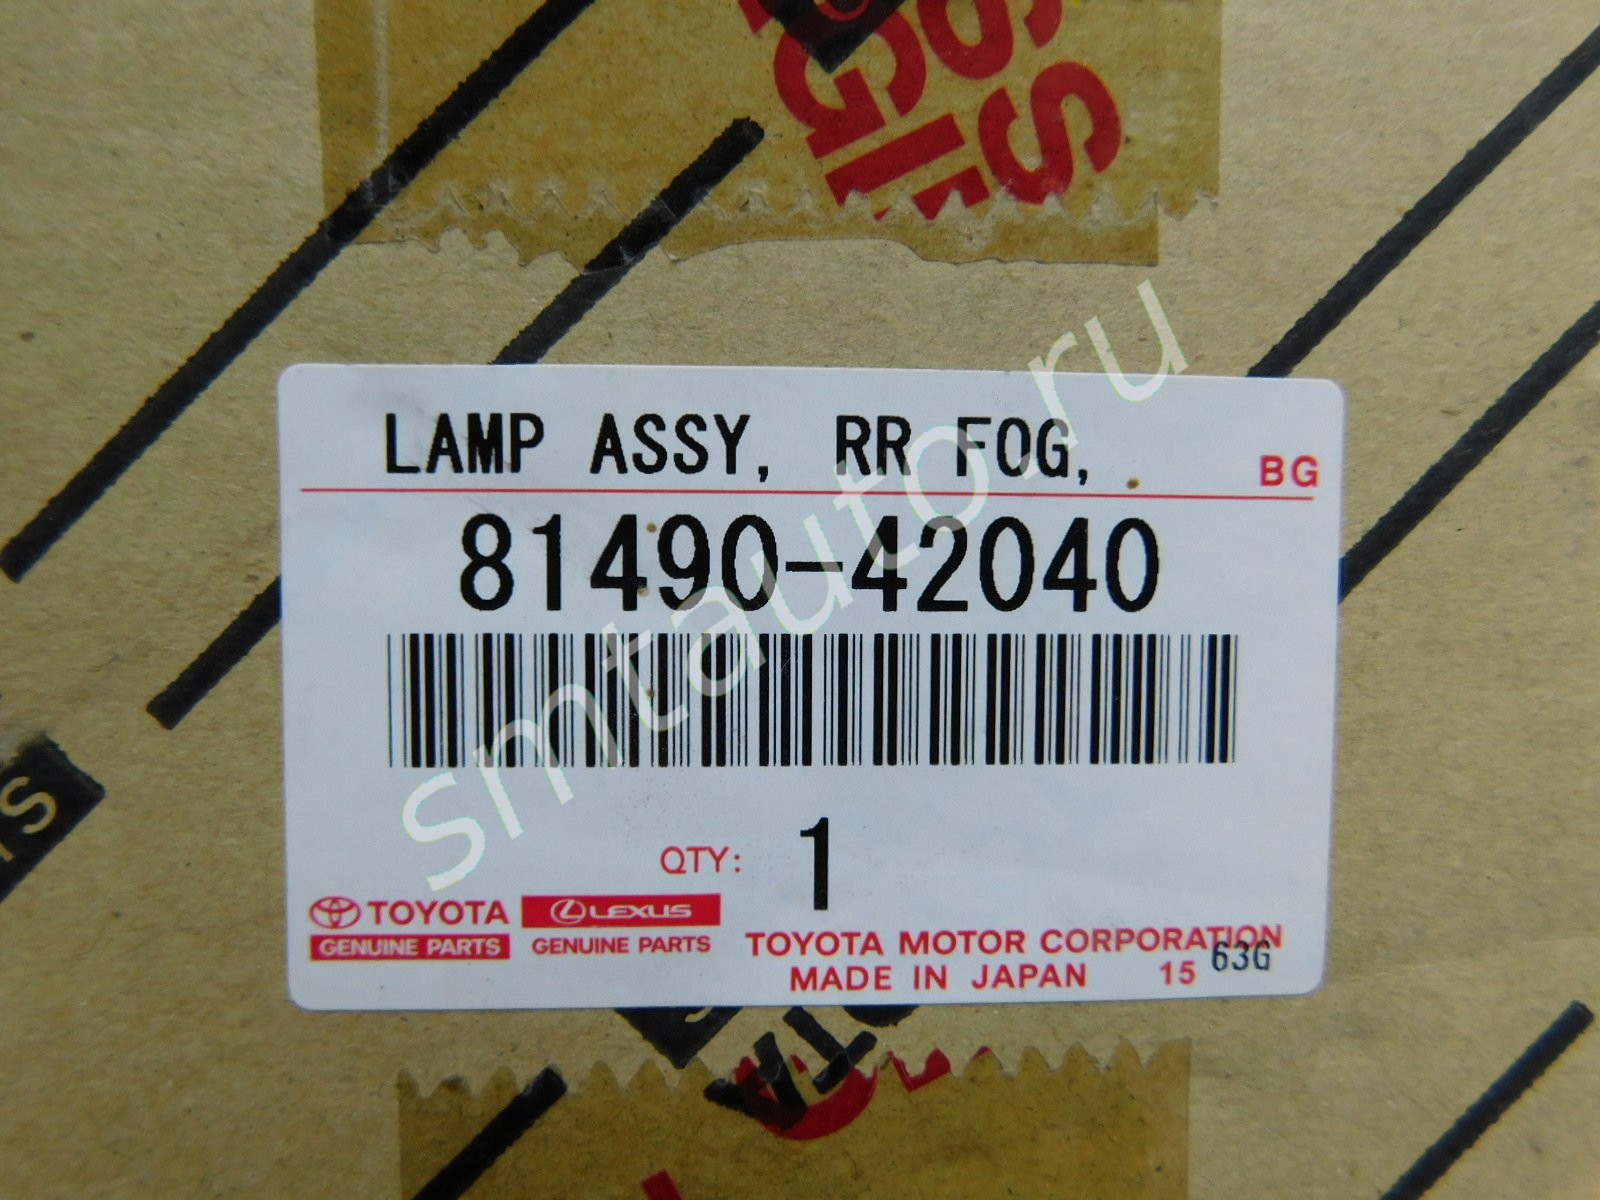 LAMP ASSY, RR FOG, .
BG
81490-42040
QTY: 1
TOYOTA
GENUINE PARTS
LEXUS
GENUINE PARTS
TOYOTA MOTOR CORPORATION
MADE IN JAPAN 15 63G
smtauto.ru